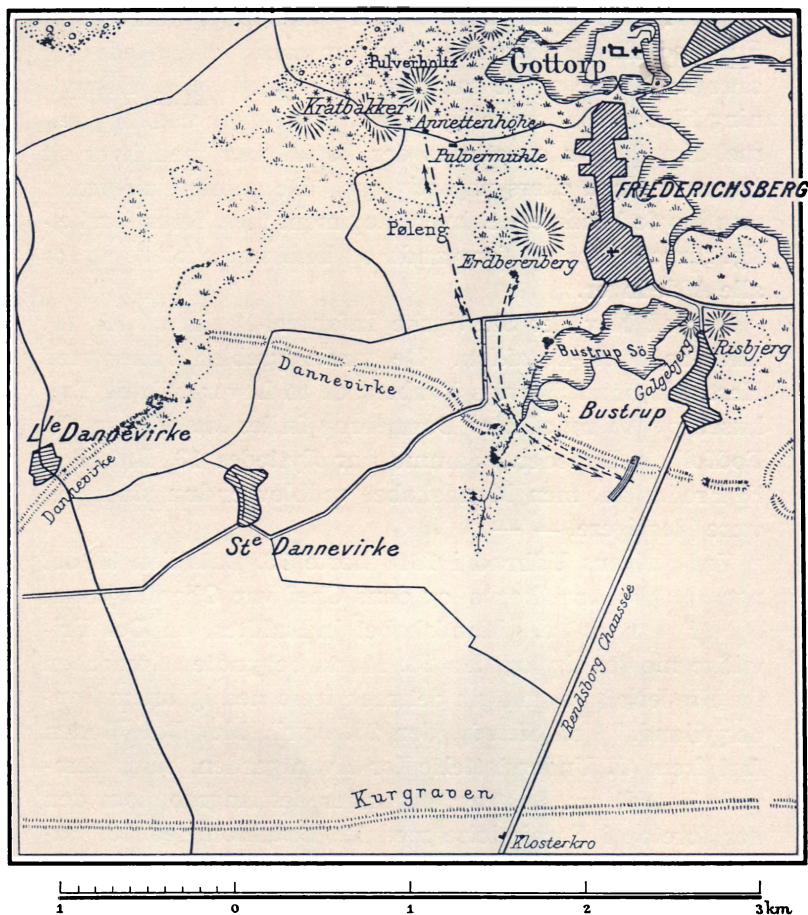 Pulverholtz
Gottorp
Kratbakker
Annettenhöhe
Pulvermühle
FRIEDERICHSBERG
Pøleng
Erdberenberg
Bustrup Sö
Risbjerg
Galgebjerg
Dannevirke
Bustrup
Lle Dannevirke
Dannevirke
Ste Dannevirke
Rendsborg Chaussée
Kurgraven
Klosterkro
1 0 1 2 3 km